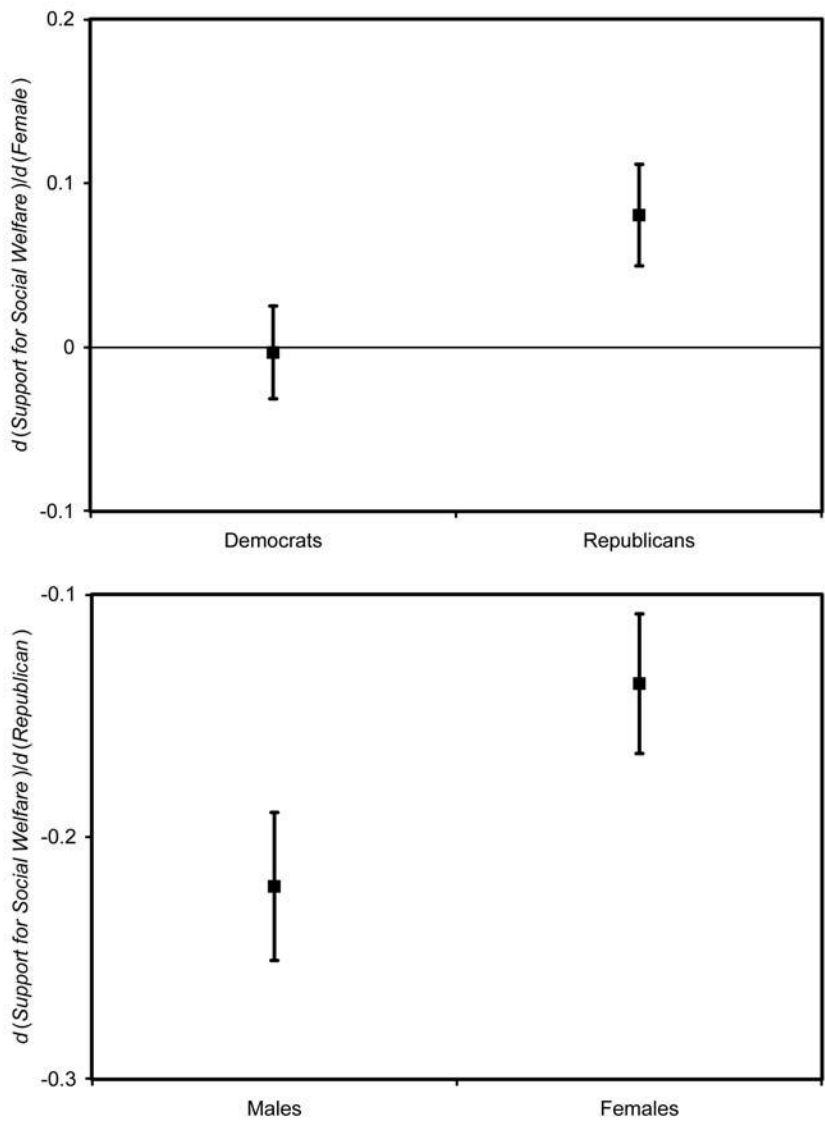 0.2
0.1
0
-0.1
d (Support for Social Welfare)/d (Female)
Democrats
Republicans
-0.1
-0.2
-0.3
d (Support for Social Welfare)/d (Republican)
Males
Females